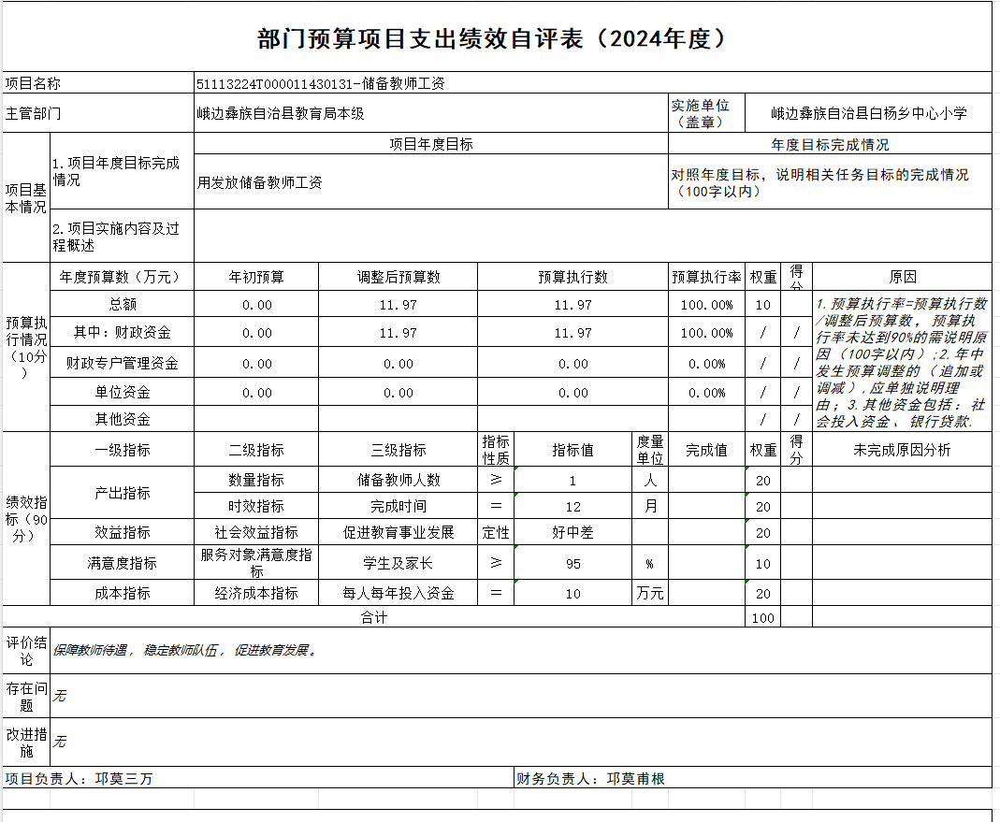 部门预算项目支出绩效自评表（2024年度）
项目名称 51113224T000011430131-储备教师工资
主管部门 峨边彝族自治县教育局本级 实施单位（盖章） 峨边彝族自治县白杨乡中心小学
项目基本情况 1.项目年度目标完成情况 项目年度目标 年度目标完成情况
用发放储备教师工资 对照年度目标，说明相关任务目标的完成情况（100字以内）
2.项目实施内容及过程概述
预算执行情况（10分） 年度预算数（万元） 年初预算 调整后预算数 预算执行数 预算执行率 权重 得分 原因
总额 0.00 11.97 11.97 100.00% 10
其中：财政资金 0.00 11.97 11.97 100.00% / /
财政专户管理资金 0.00 0.00 0.00 0.00% / /
单位资金 0.00 0.00 0.00 0.00% / /
其他资金 / /
1.预算执行率=预算执行数
/调整后预算数，预算执
行率未达到90%的需说明原
因（100字以内）;2.年中
发生预算调整的（追加或
调减）,应单独说明理
由；3.其他资金包括：社
会投入资金、银行贷款.
绩效指标（90分） 一级指标 二级指标 三级指标 指标性质 指标值 度量单位 完成值 权重 得分 未完成原因分析
产出指标 数量指标 储备教师人数 ≥ 1 人 20
时效指标 完成时间 ＝ 12 月 20
效益指标 社会效益指标 促进教育事业发展 定性 好中差 20
满意度指标 服务对象满意度指标 学生及家长 ≥ 95 % 10
成本指标 经济成本指标 每人每年投入资金 ＝ 10 万元 20
合计 100
评价结论 保障教师待遇，稳定教师队伍，促进教育发展。
存在问题 无
改进措施 无
项目负责人：邛莫三万 财务负责人：邛莫甫根